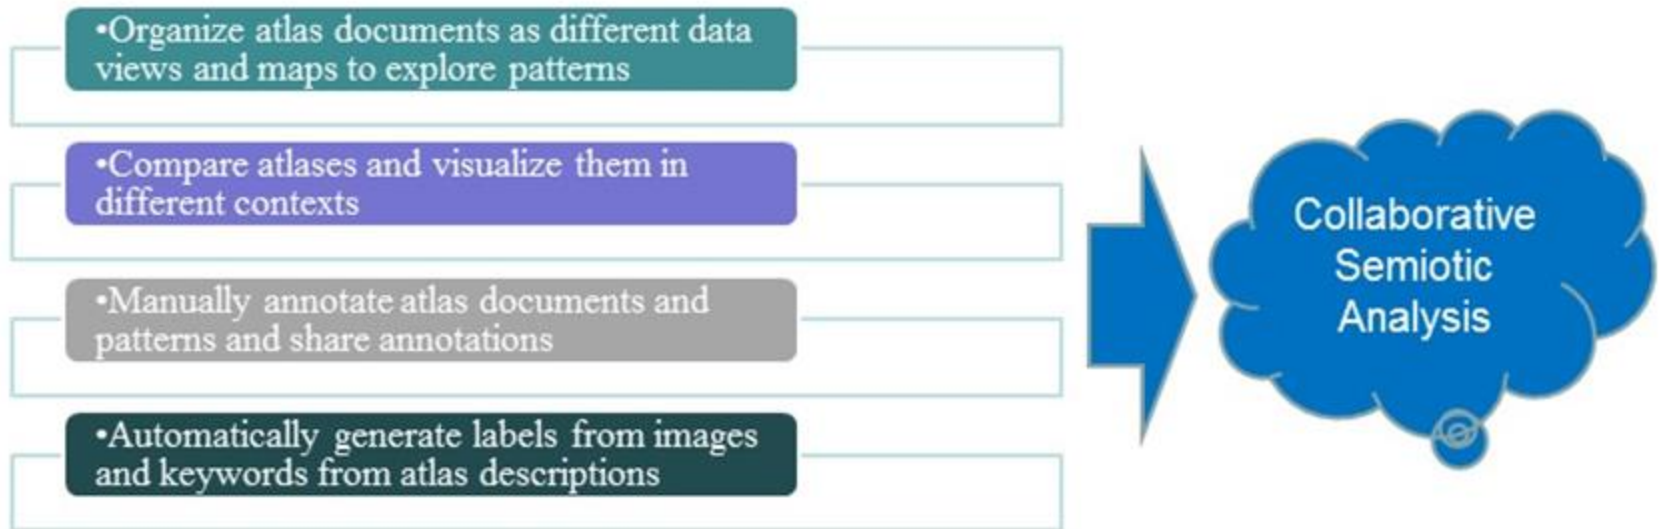 •Organize atlas documents as different data
views and maps to explore patterns
•Compare atlases and visualize them in
different contexts
•Manually annotate atlas documents and
patterns and share annotations
•Automatically generate labels from images
and keywords from atlas descriptions
Collaborative
Semiotic
Analysis